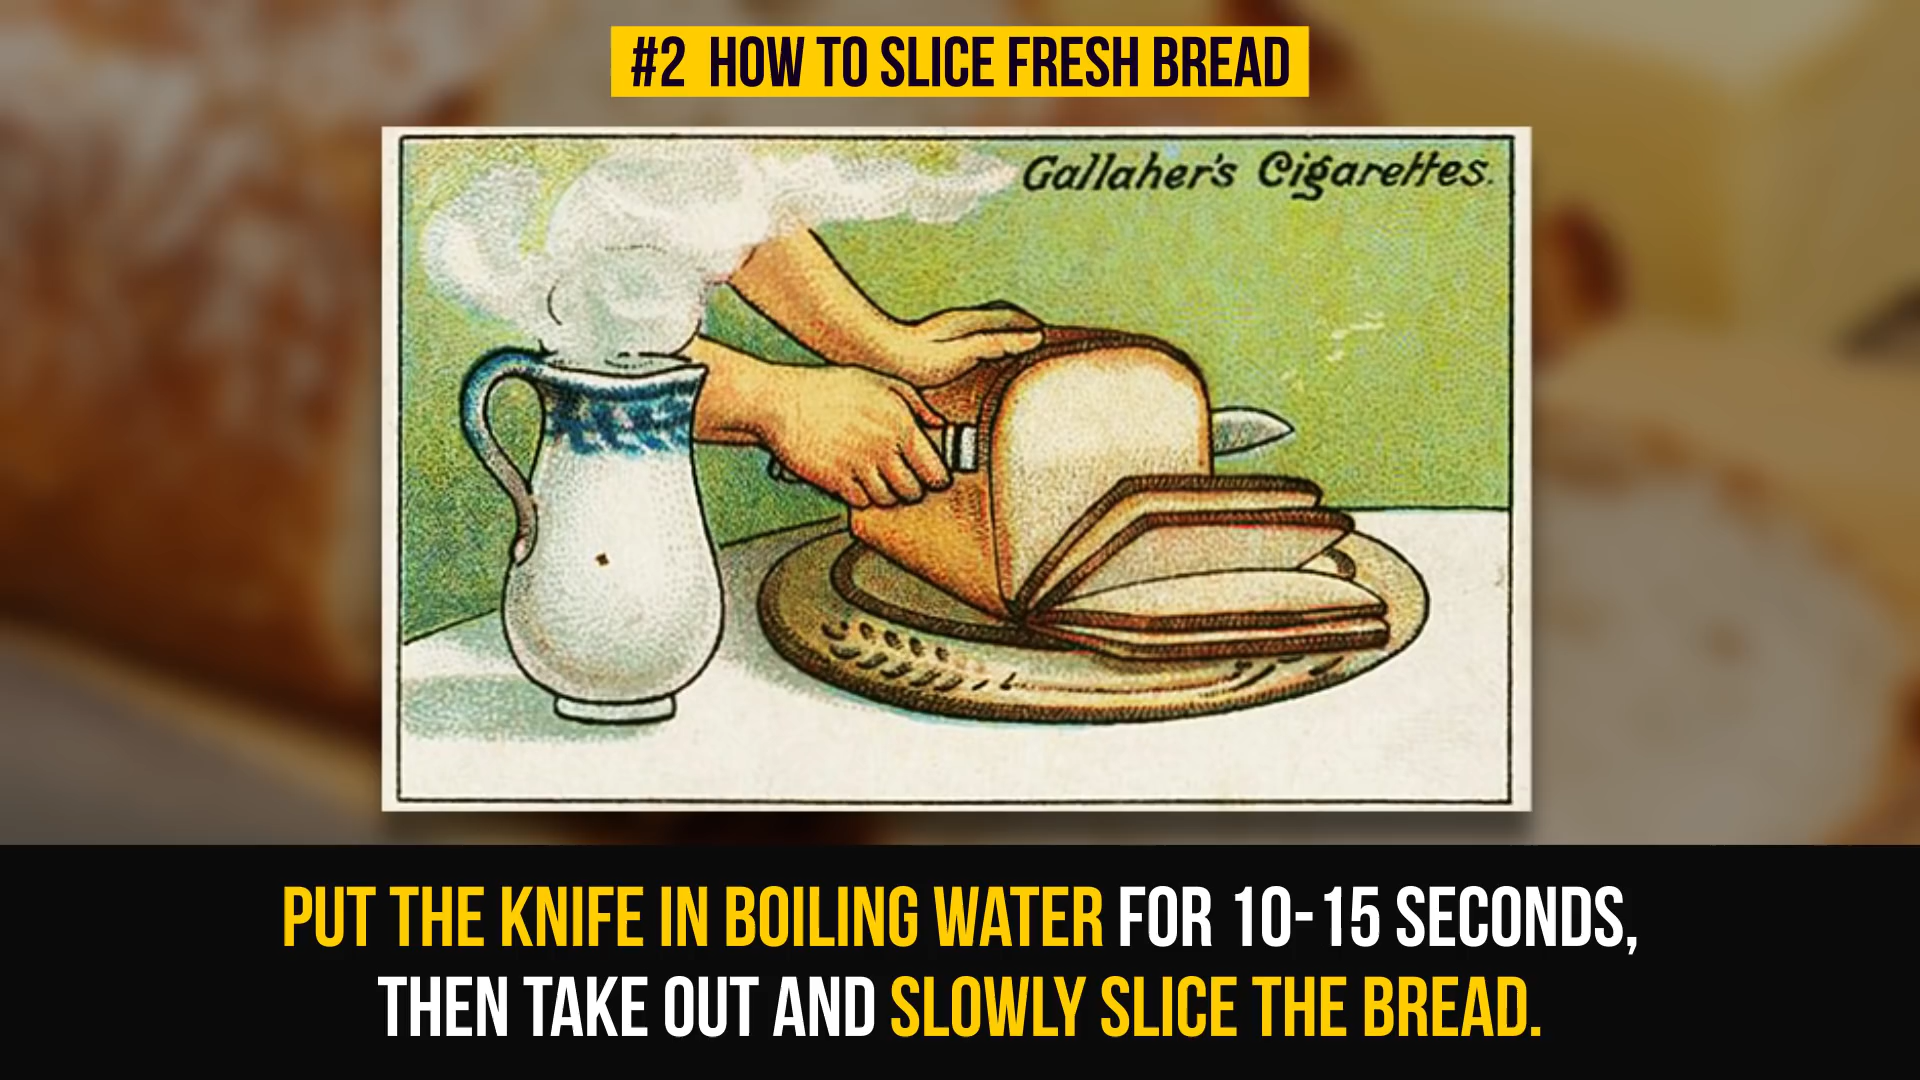 #2 HOW TO SLICE FRESH BREAD
Gallaher's Cigarettes.
PUT THE KNIFE IN BOILING WATER FOR 10-15 SECONDS,
THEN TAKE OUT AND SLOWLY SLICE THE BREAD.